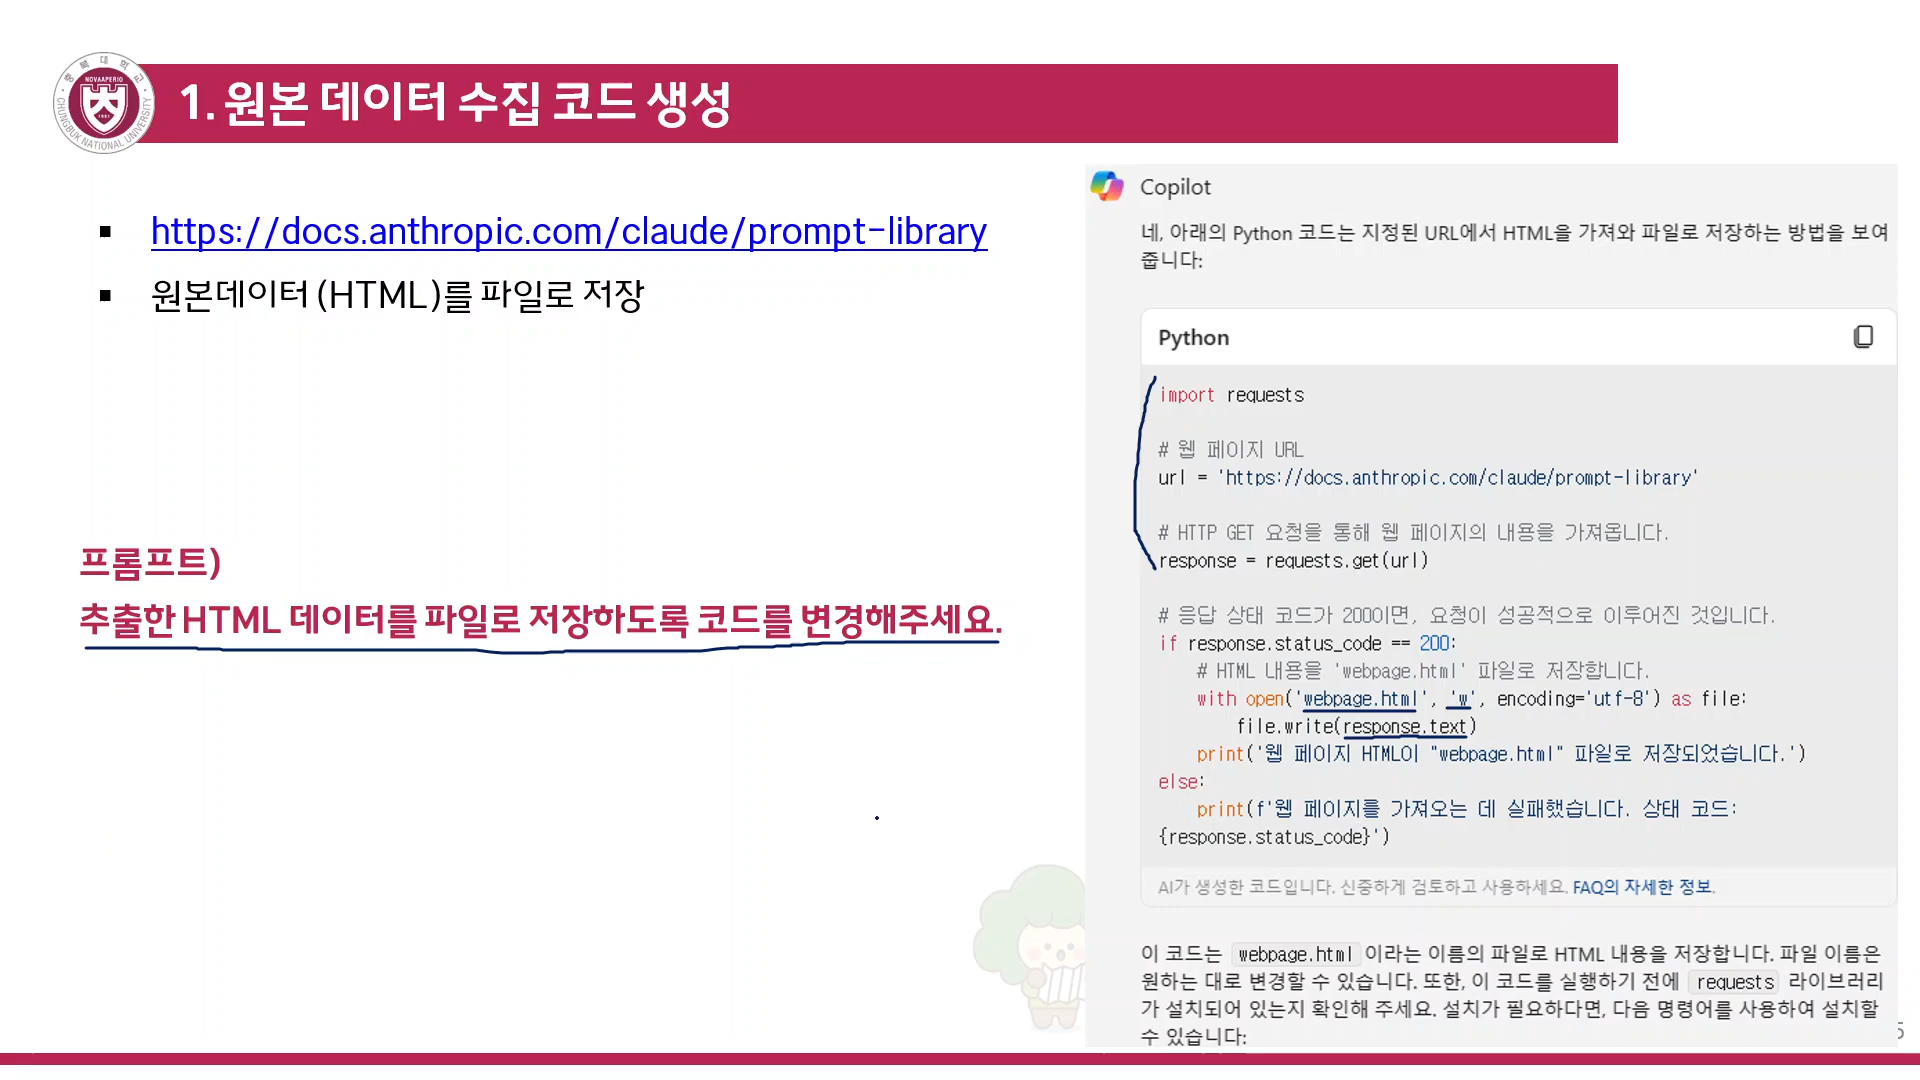 충북대학교
NOVAAPERIO
1951
CHUNGBUK NATIONAL UNIVERSITY
1. 원본 데이터 수집 코드 생성
https://docs.anthropic.com/claude/prompt-library
원본데이터(HTML)를 파일로 저장
프롬프트)
추출한 HTML 데이터를 파일로 저장하도록 코드를 변경해주세요.
Copilot
네, 아래의 Python 코드는 지정된 URL에서 HTML을 가져와 파일로 저장하는 방법을 보여
줍니다:
Python
import requests
# 웹 페이지 URL
url = 'https://docs.anthropic.com/claude/prompt-library'
# HTTP GET 요청을 통해 웹 페이지의 내용을 가져옵니다.
response = requests.get(url)
# 응답 상태 코드가 200이면, 요청이 성공적으로 이루어진 것입니다.
if response.status_code == 200:
# HTML 내용을 'webpage.html' 파일로 저장합니다.
with open('webpage.html', 'w', encoding='utf-8') as file:
file.write(response.text)
print('웹 페이지 HTML이 "webpage.html" 파일로 저장되었습니다.')
else:
print(f'웹 페이지를 가져오는 데 실패했습니다. 상태 코드:
{response.status_code}')
AI가 생성한 코드입니다. 신중하게 검토하고 사용하세요. FAQ의 자세한 정보.
이 코드는 webpage.html 이라는 이름의 파일로 HTML 내용을 저장합니다. 파일 이름은
원하는 대로 변경할 수 있습니다. 또한, 이 코드를 실행하기 전에 requests 라이브러리
가 설치되어 있는지 확인해 주세요. 설치가 필요하다면, 다음 명령어를 사용하여 설치할
수 있습니다:
5